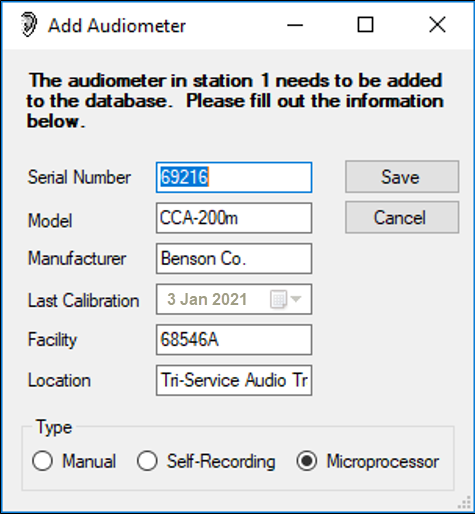 Add Audiometer
The audiometer in station 1 needs to be added
to the database.  Please fill out the information
below.
Serial Number 69216 Save
Model CCA-200m Cancel
Manufacturer Benson Co.
Last Calibration 3 Jan 2021
Facility 68546A
Location Tri-Service Audio Tr
Type
Manual Self-Recording Microprocessor